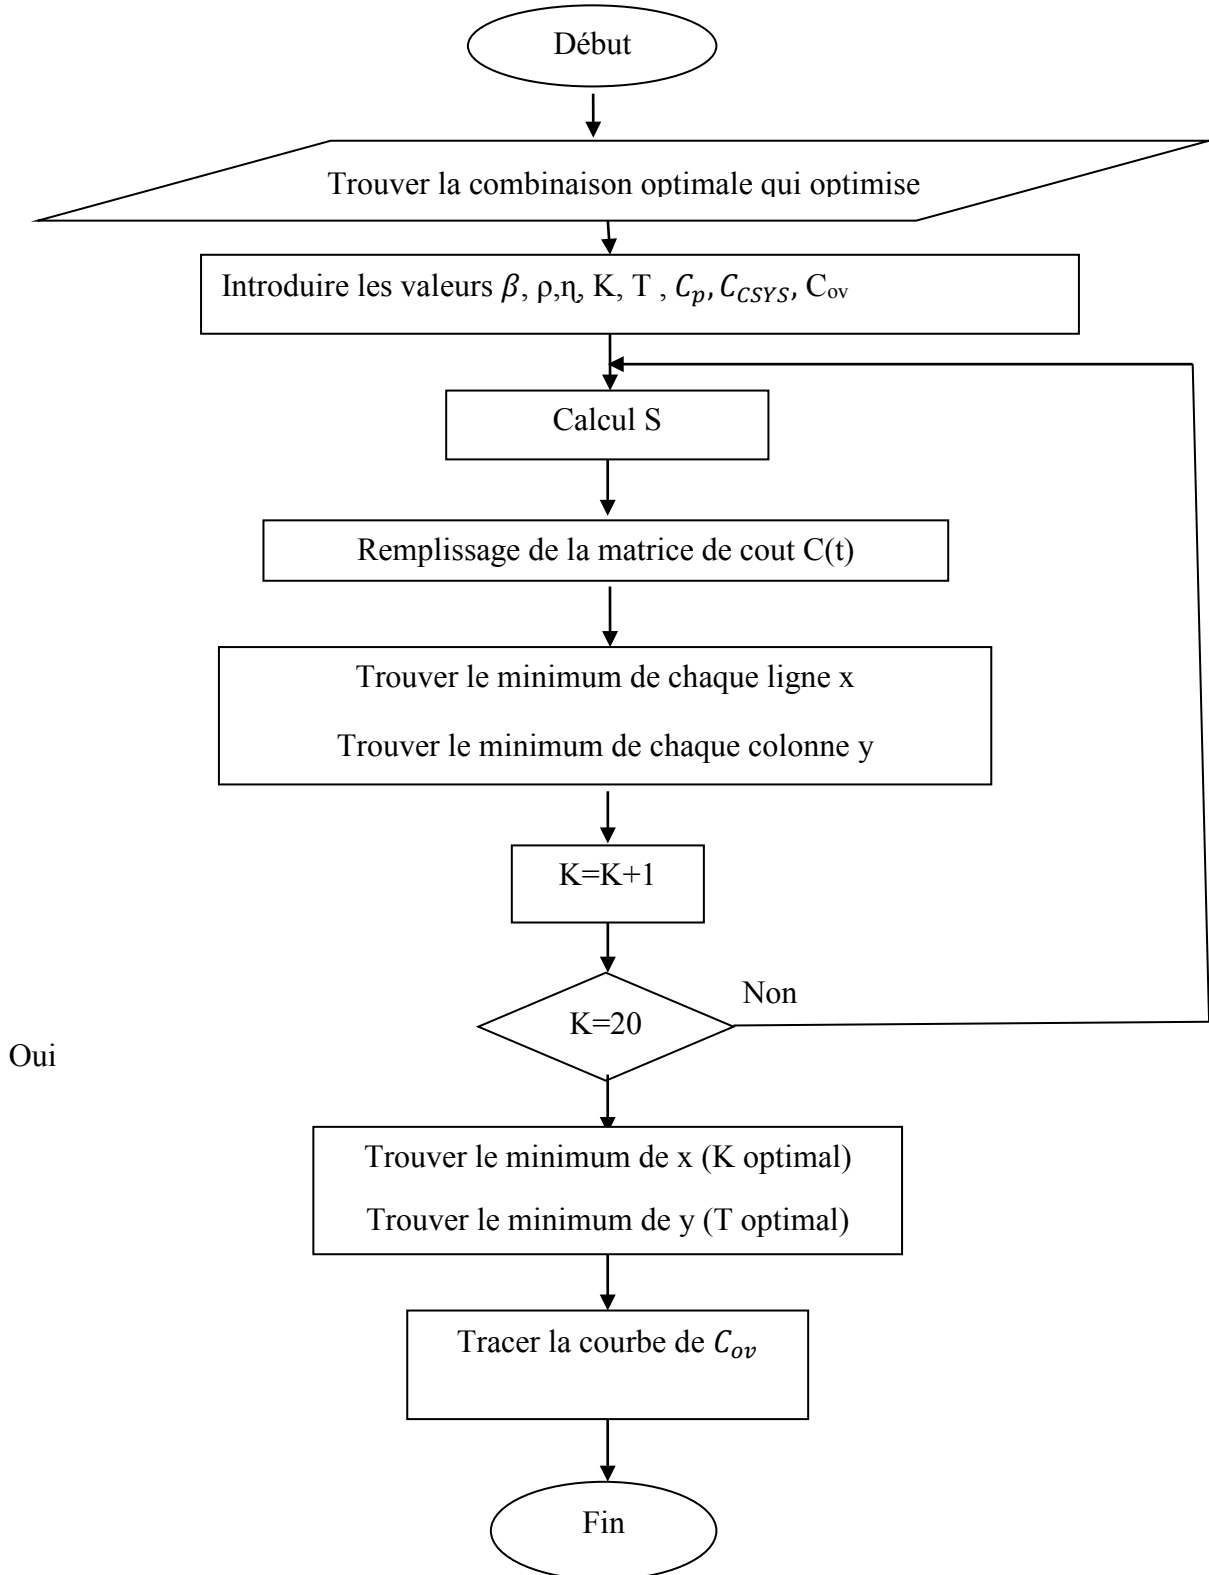 Début
Trouver la combinaison optimale qui optimise
Introduire les valeurs β, ρ,η, K, T , Cp, CCSYS, Cov
Calcul S
Remplissage de la matrice de cout C(t)
Trouver le minimum de chaque ligne x
Trouver le minimum de chaque colonne y
K=K+1
K=20
Non
Oui
Trouver le minimum de x (K optimal)
Trouver le minimum de y (T optimal)
Tracer la courbe de Cov
Fin